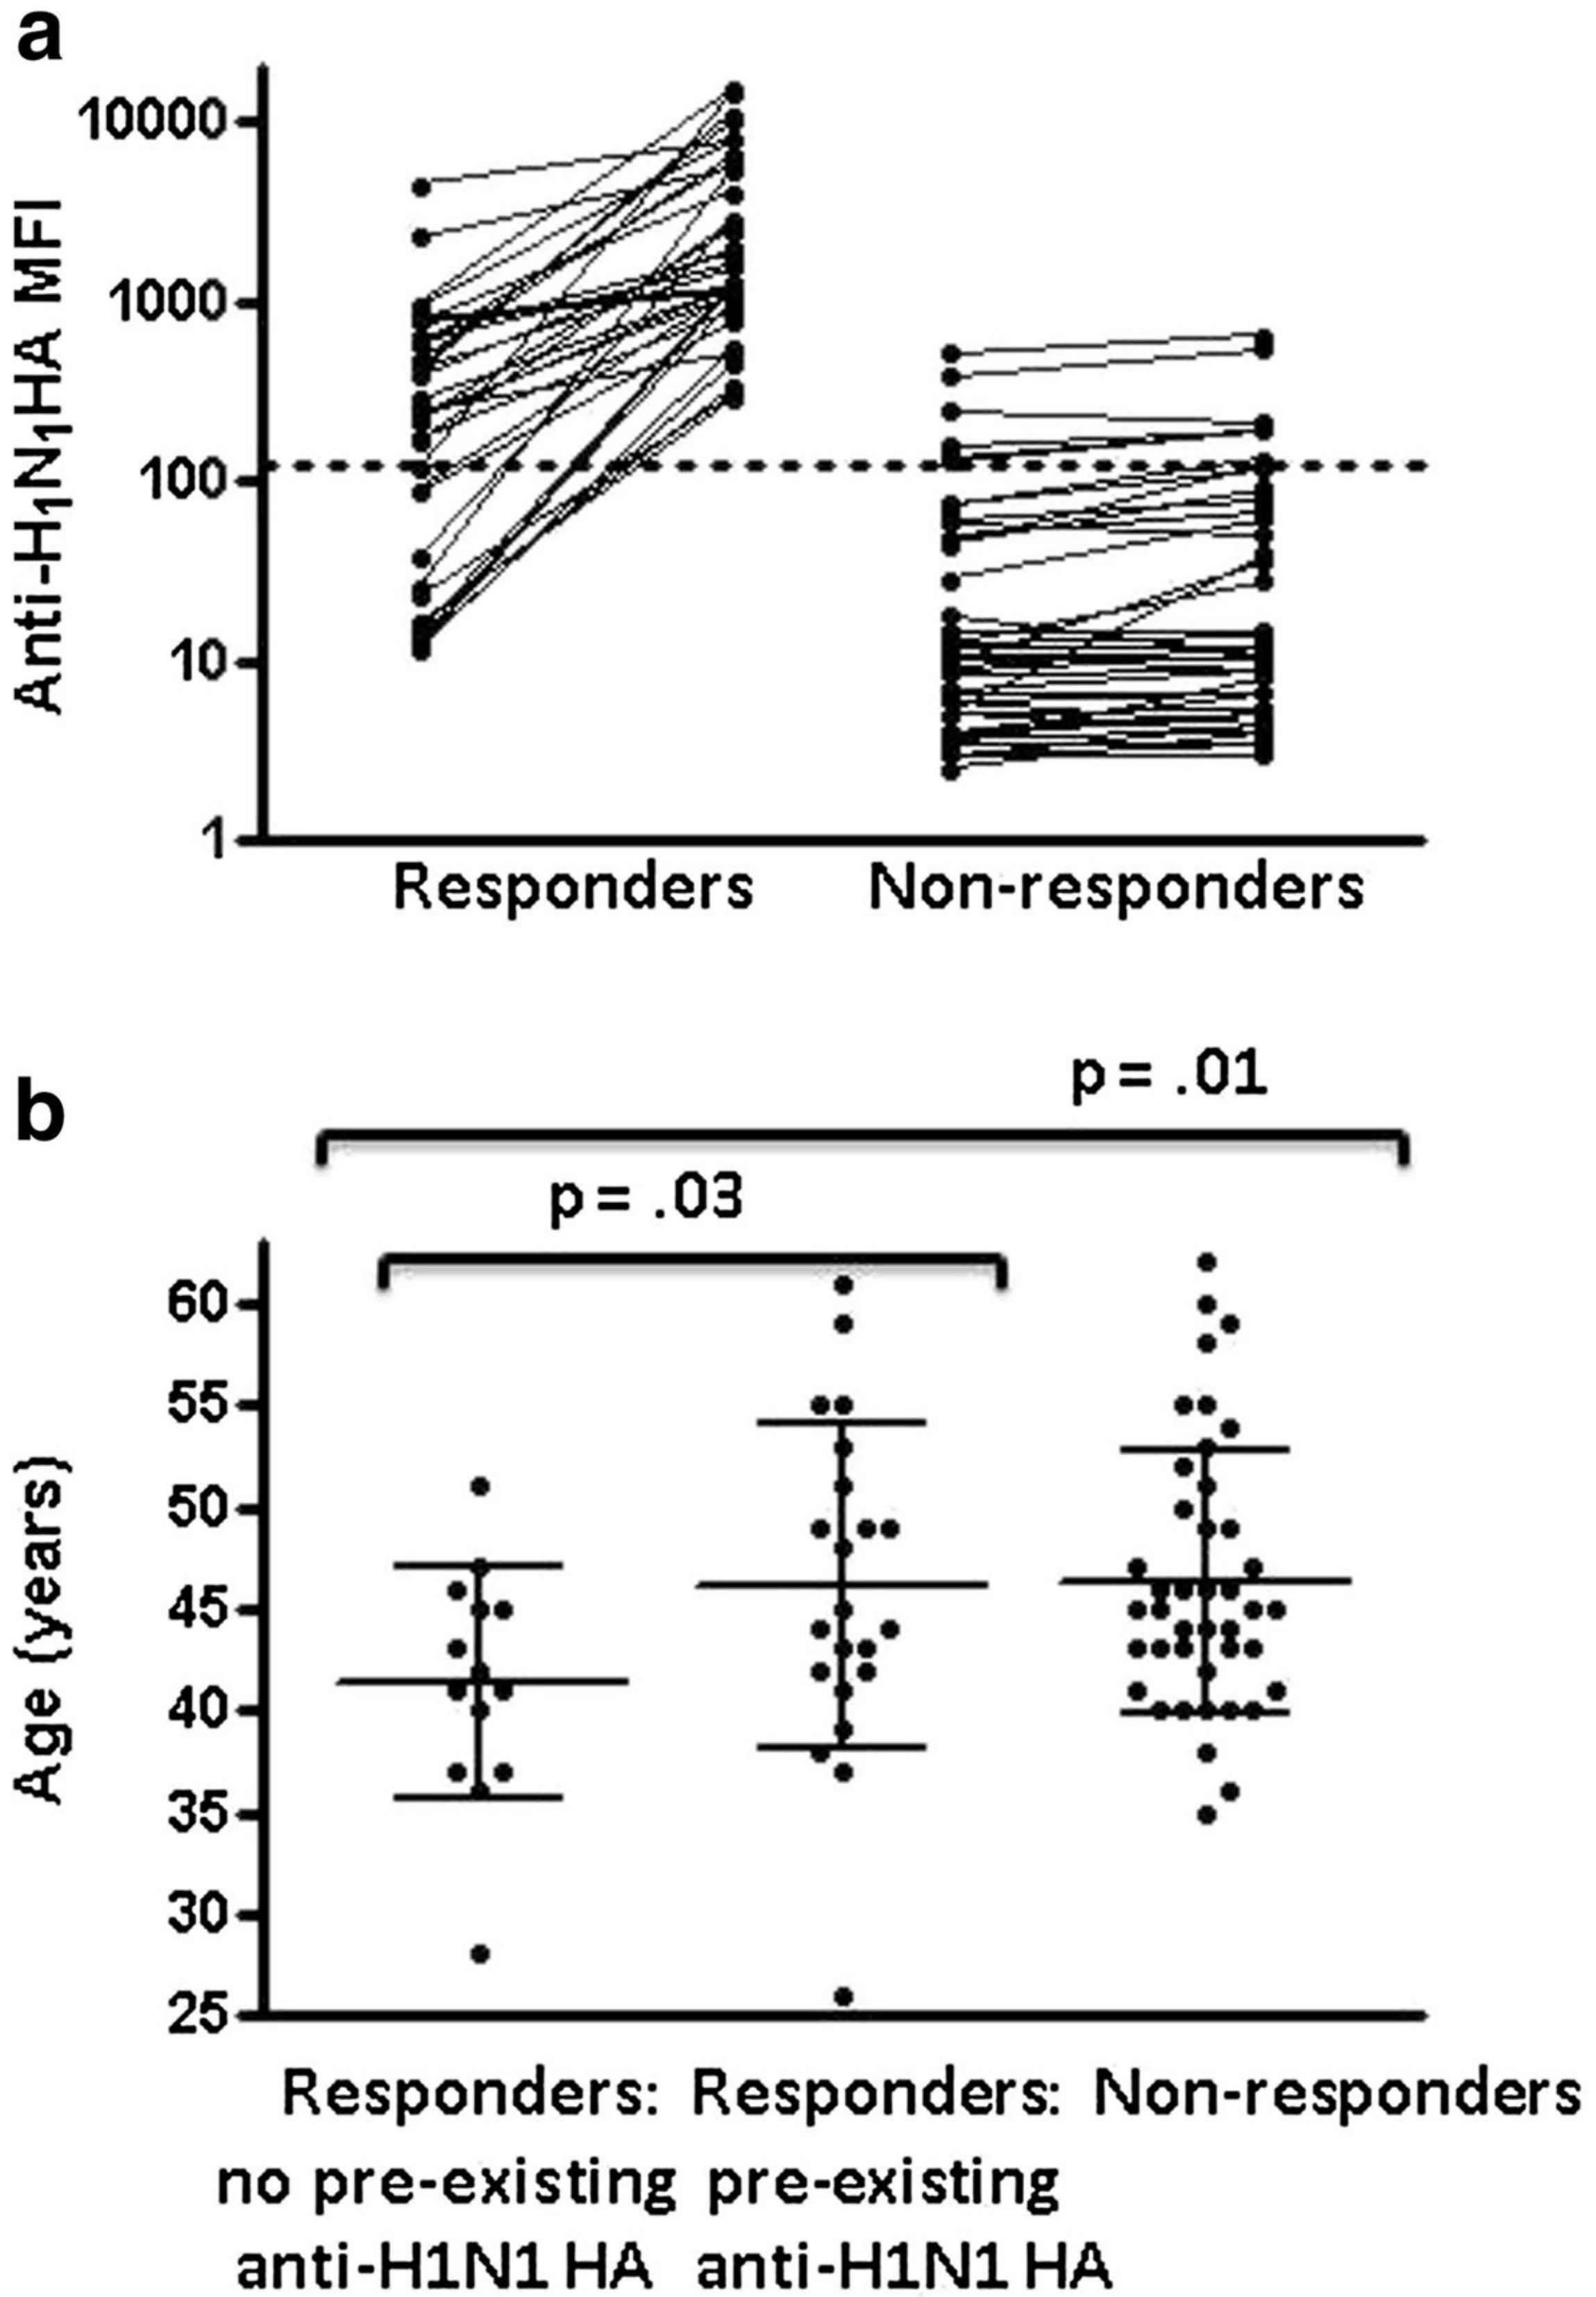 a
Anti-H1N1HA MFI
10000
1000
100
10
1
Responders Non-responders
b
p = .01
p = .03
Age (years)
60
55
50
45
40
35
30
25
Responders: Responders: Non-responders
no pre-existing pre-existing
anti-H1N1 HA anti-H1N1 HA